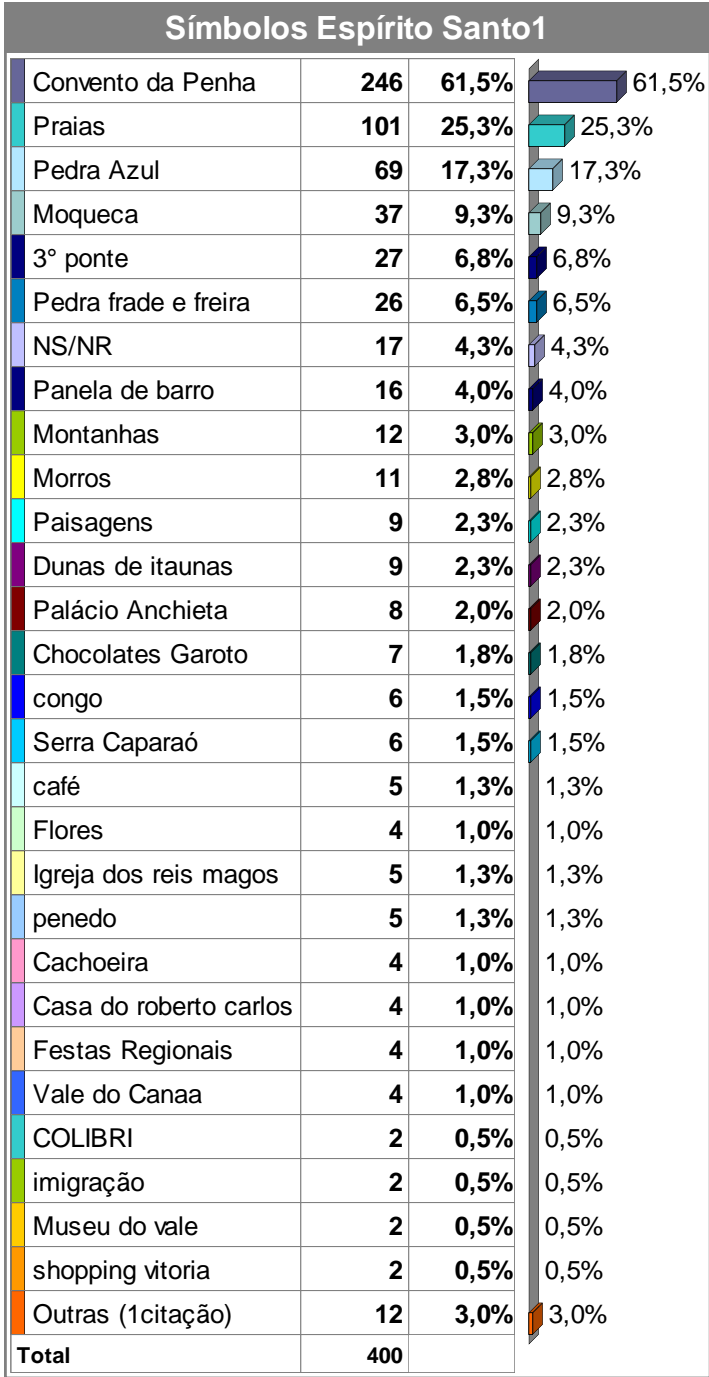 Símbolos Espírito Santo1
Convento da Penha 246 61,5% 61,5%
Praias 101 25,3% 25,3%
Pedra Azul 69 17,3% 17,3%
Moqueca 37 9,3% 9,3%
3° ponte 27 6,8% 6,8%
Pedra frade e freira 26 6,5% 6,5%
NS/NR 17 4,3% 4,3%
Panela de barro 16 4,0% 4,0%
Montanhas 12 3,0% 3,0%
Morros 11 2,8% 2,8%
Paisagens 9 2,3% 2,3%
Dunas de itaunas 9 2,3% 2,3%
Palácio Anchieta 8 2,0% 2,0%
Chocolates Garoto 7 1,8% 1,8%
congo 6 1,5% 1,5%
Serra Caparaó 6 1,5% 1,5%
café 5 1,3% 1,3%
Flores 4 1,0% 1,0%
Igreja dos reis magos 5 1,3% 1,3%
penedo 5 1,3% 1,3%
Cachoeira 4 1,0% 1,0%
Casa do roberto carlos 4 1,0% 1,0%
Festas Regionais 4 1,0% 1,0%
Vale do Canaa 4 1,0% 1,0%
COLIBRI 2 0,5% 0,5%
imigração 2 0,5% 0,5%
Museu do vale 2 0,5% 0,5%
shopping vitoria 2 0,5% 0,5%
Outras (1citação) 12 3,0% 3,0%
Total 400